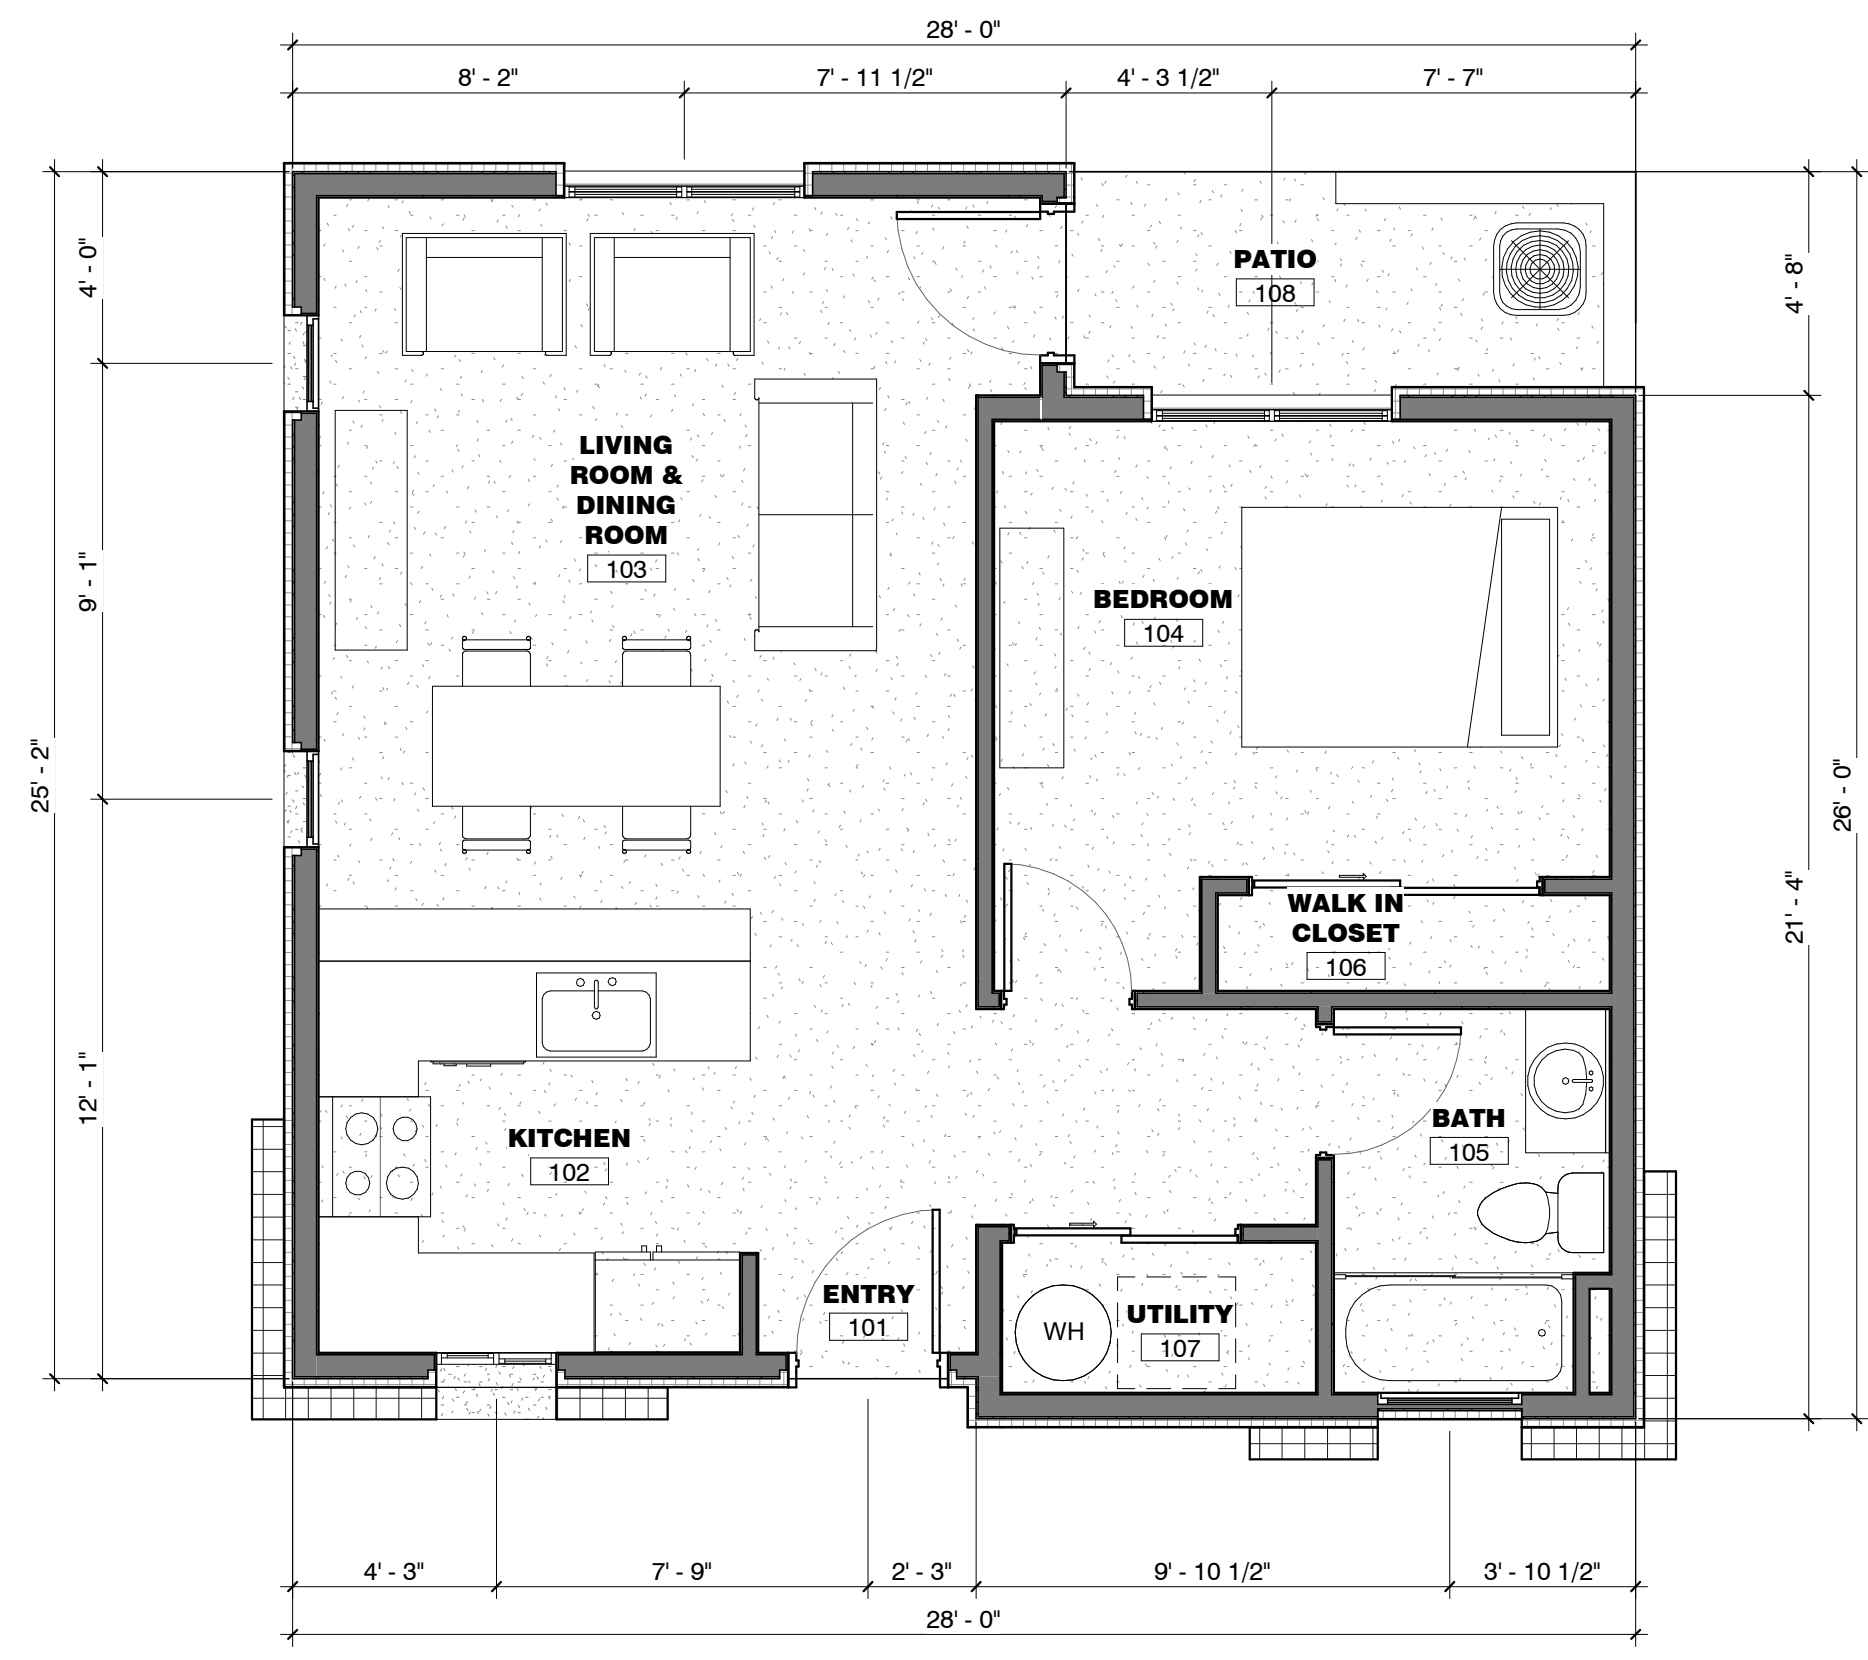 28' - 0"
8' - 2"
7' - 11 1/2"
4' - 3 1/2"
7' - 7"
4' - 0"
9' - 1"
12' - 1"
25' - 2"
4' - 8"
21' - 4"
26' - 0"
PATIO
108
LIVING
ROOM &
DINING
ROOM
103
BEDROOM
104
WALK IN
CLOSET
106
KITCHEN
102
BATH
105
ENTRY
101
WH
UTILITY
107
4' - 3"
7' - 9"
2' - 3"
9' - 10 1/2"
3' - 10 1/2"
28' - 0"